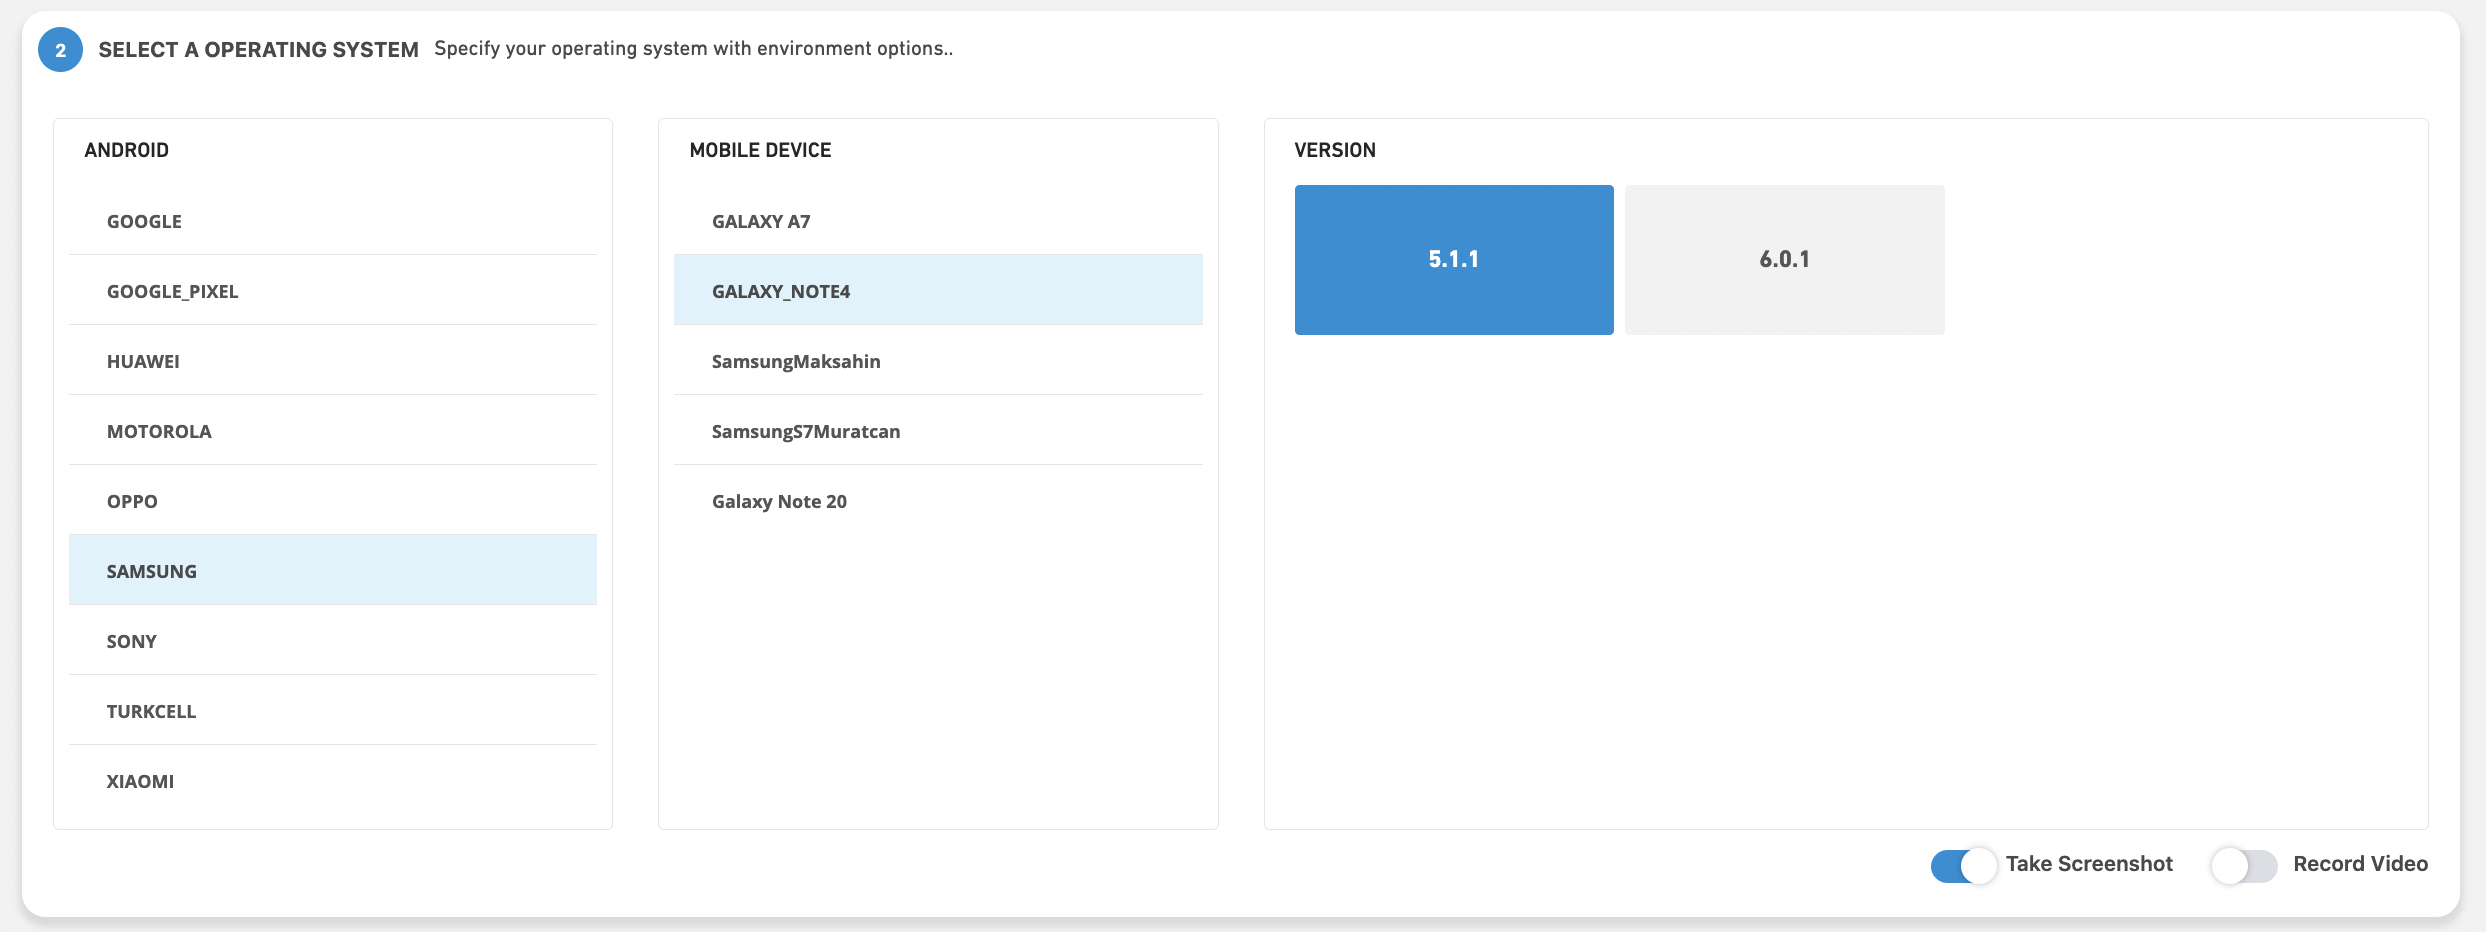 2 SELECT A OPERATING SYSTEM Specify your operating system with environment options..
ANDROID
GOOGLE
GOOGLE_PIXEL
HUAWEI
MOTOROLA
OPPO
SAMSUNG
SONY
TURKCELL
XIAOMI
MOBILE DEVICE
GALAXY A7
GALAXY_NOTE4
SamsungMaksahin
SamsungS7Muratcan
Galaxy Note 20
VERSION
5.1.1
6.0.1
Take Screenshot
Record Video